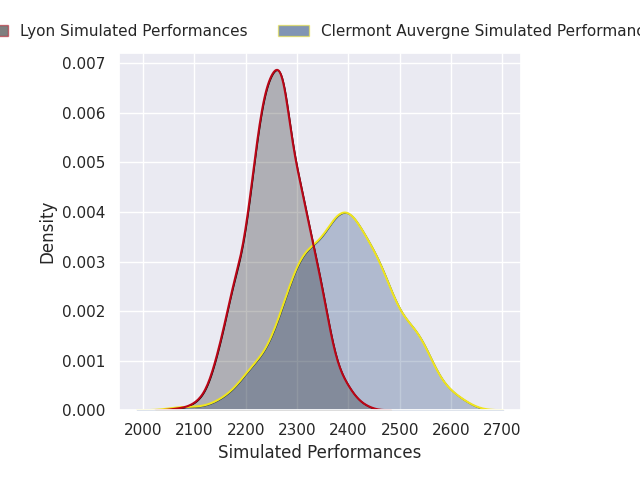 Lyon Simulated Performances
Clermont Auvergne Simulated
0.007
0.006
0.005
0.004
0.003
0.002
0.001
0.000
Density
2000 2100 2200 2300 2400 2500 2600 2700
Simulated Performances